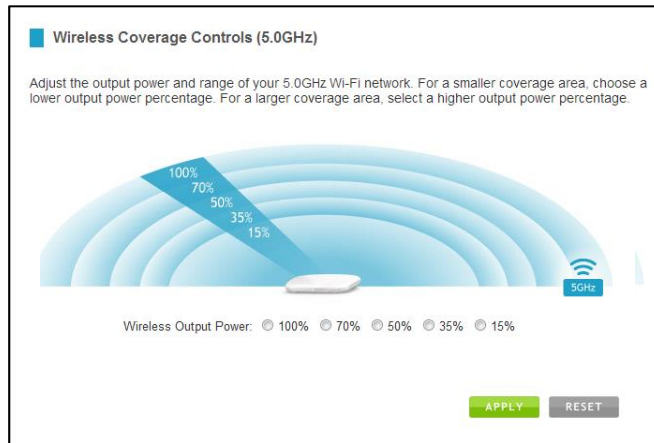 Wireless Coverage Controls (5.0GHz)
Adjust the output power and range of your 5.0GHz Wi-Fi network. For a smaller coverage area, choose a
lower output power percentage. For a larger coverage area, select a higher output power percentage.
100%
70%
50%
35%
15%
5GHz
Wireless Output Power: 100% 70% 50% 35% 15%
APPLY RESET